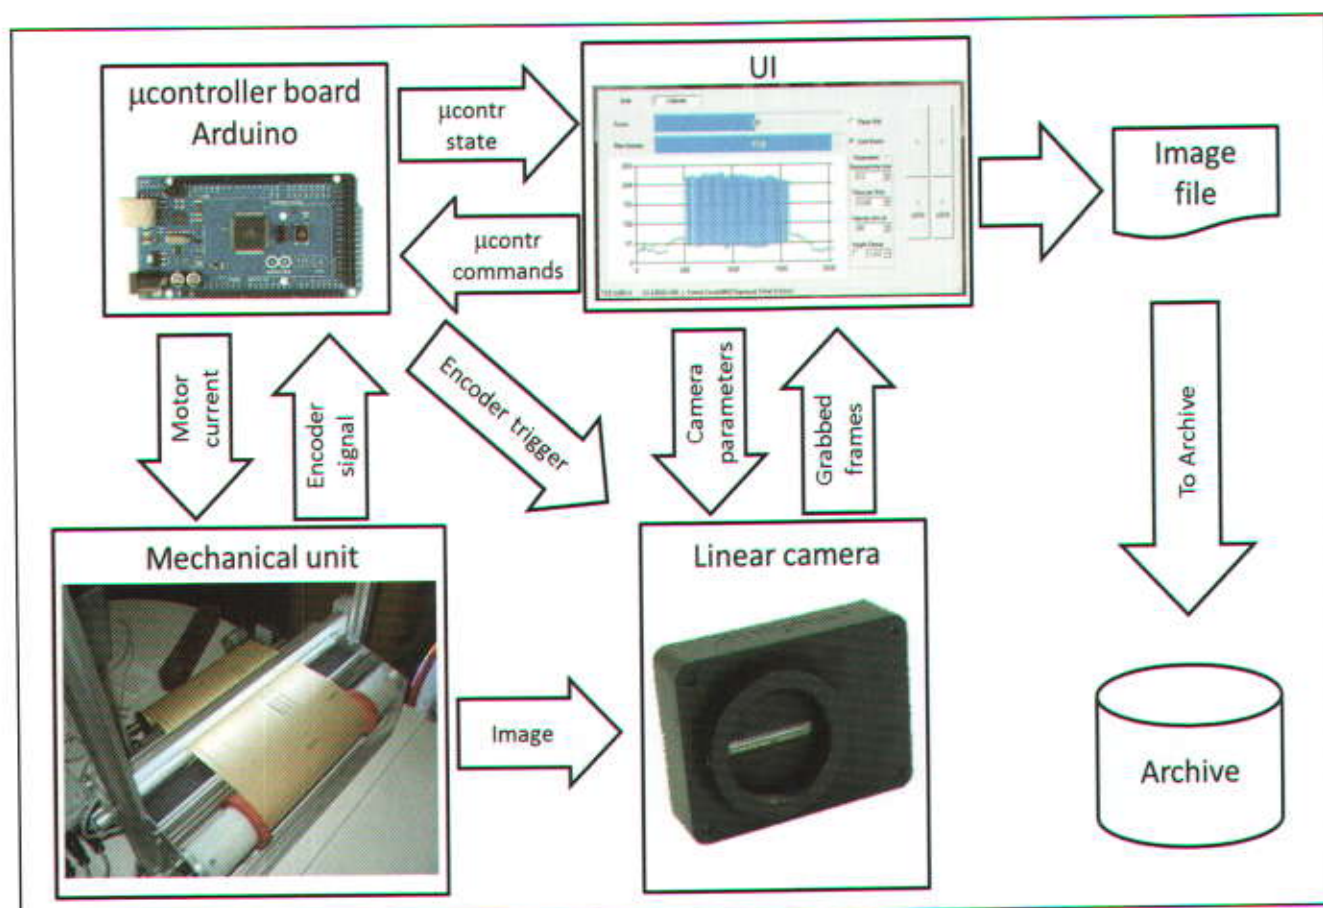 µcontroller board
Arduino
µcontr
state
UI
Image
file
µcontr
commands
Motor
current
Encoder
signal
Encoder trigger
Camera
parameters
Grabbed
frames
To Archive
Mechanical unit
Linear camera
Image
Archive